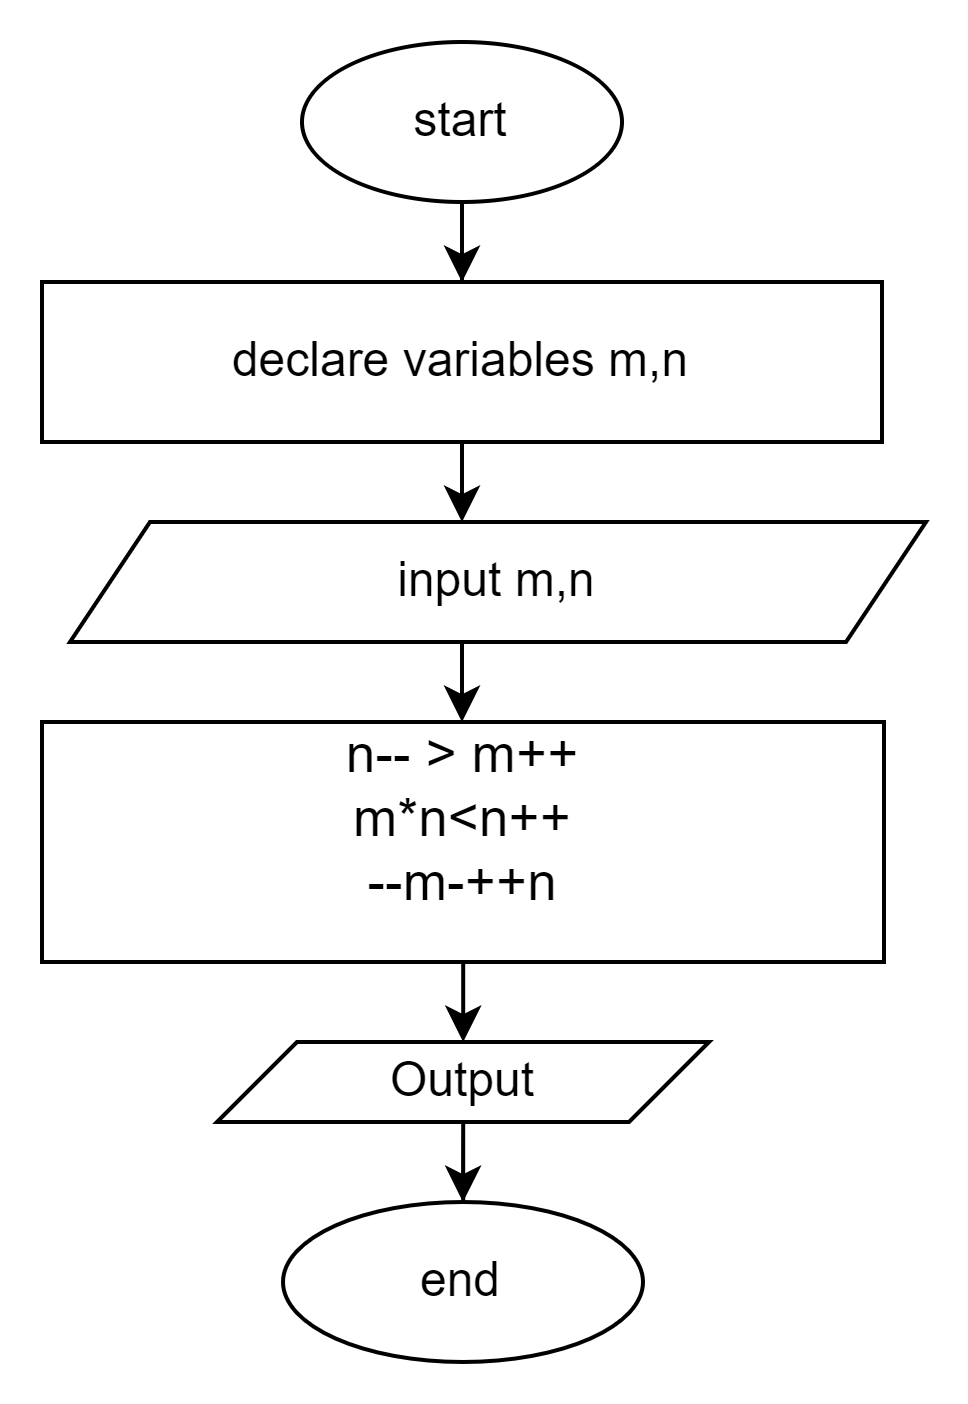 start
declare variables m,n
input m,n
n-- > m++
m*n<n++
--m-++n
Output
end